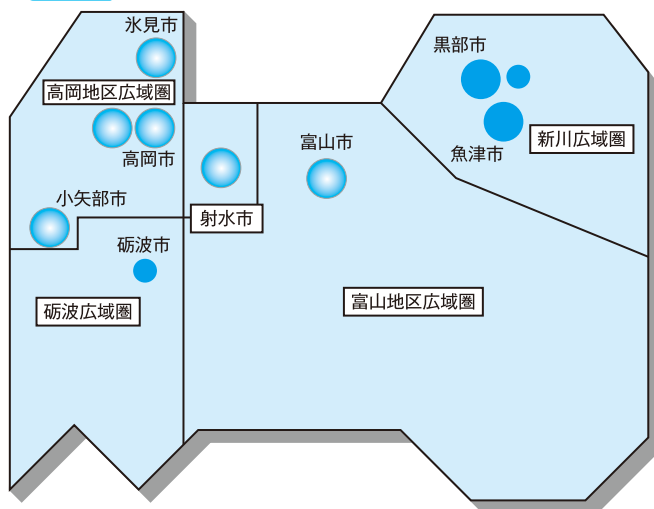 氷見市
高岡地区広域圏
高岡市
小矢部市
砺波市
砺波広域圏
射水市
富山市
富山地区広域圏
黒部市
魚津市
新川広域圏